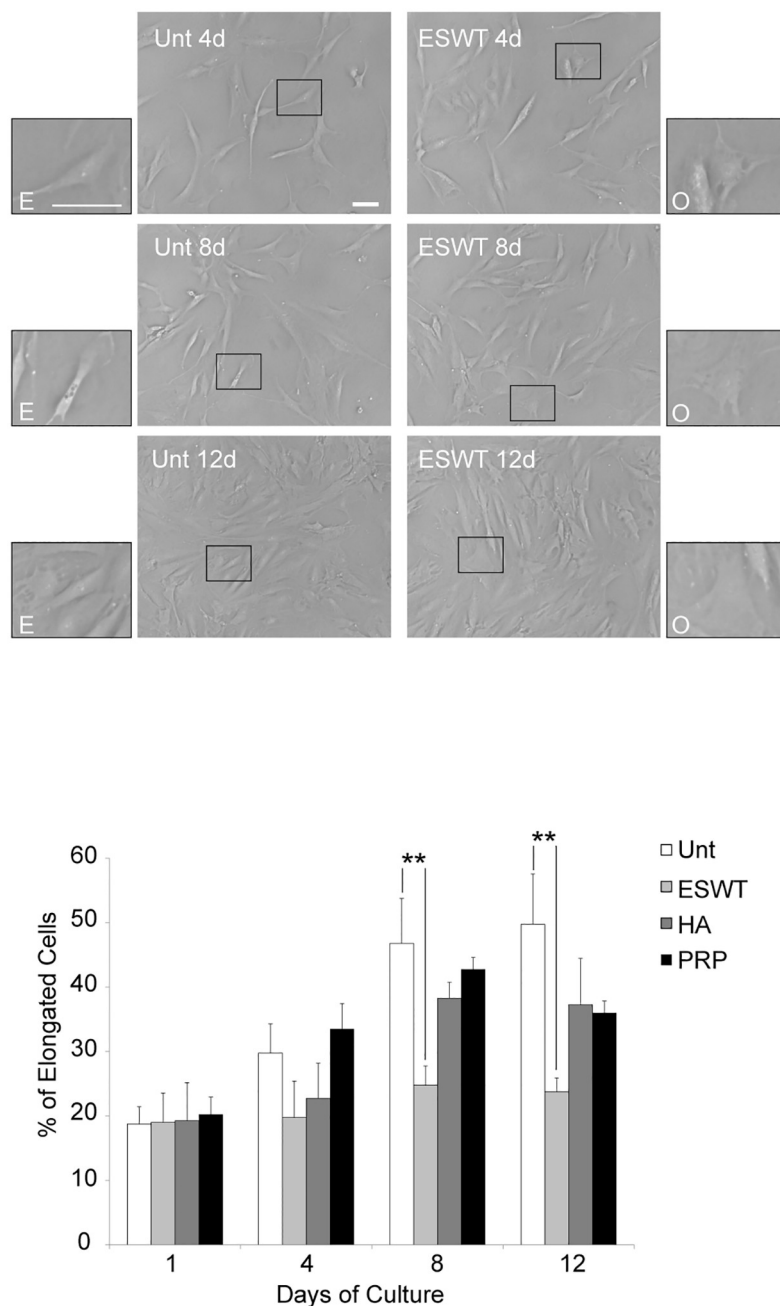 Unt 4d
ESWT 4d
E
O
Unt 8d
ESWT 8d
E
O
Unt 12d
ESWT 12d
E
O
% of Elongated Cells
60
50
40
30
20
10
0
**
**
Unt
ESWT
HA
PRP
1 4 8 12
Days of Culture